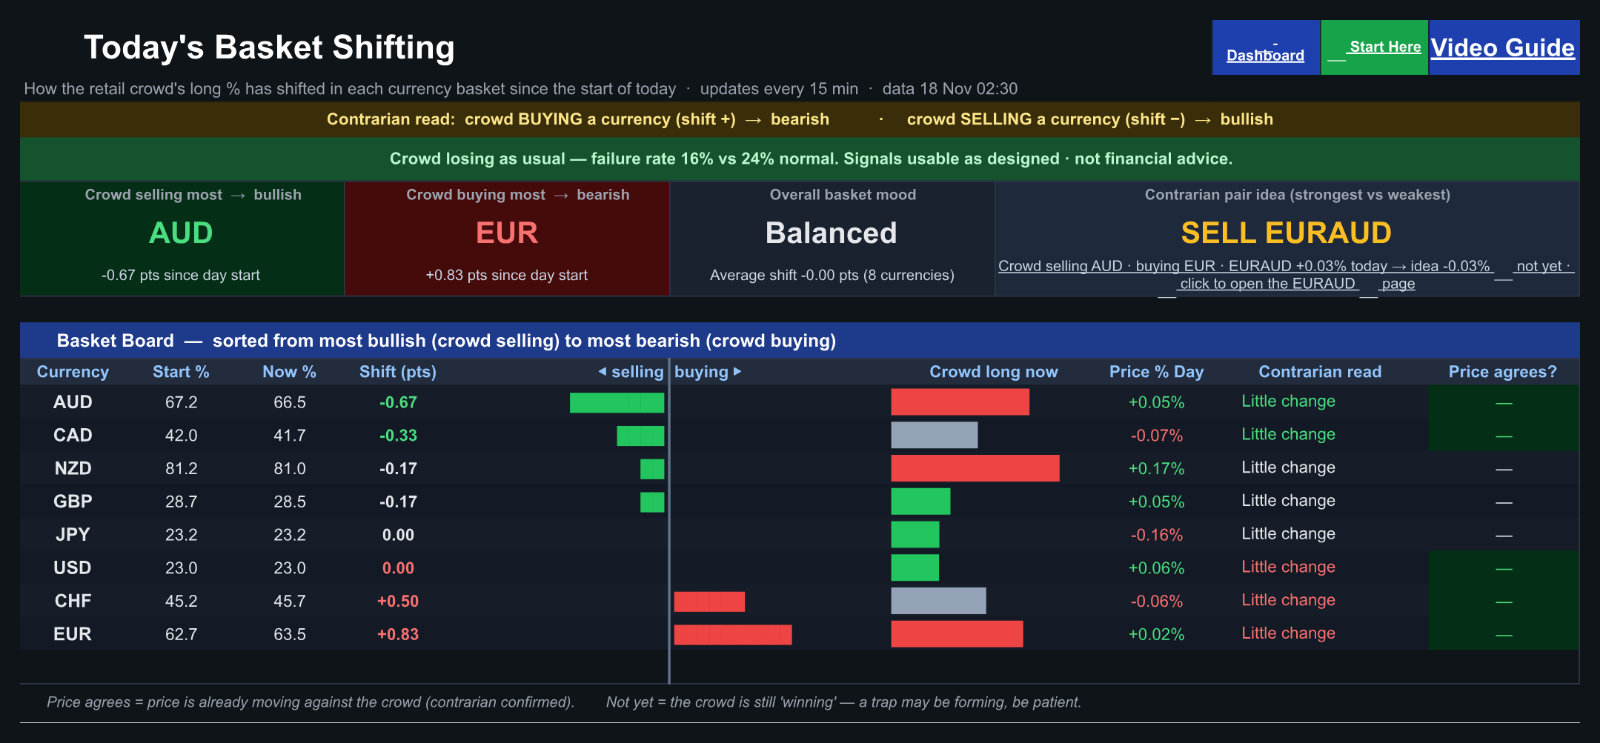 Today's Basket Shifting
Dashboard
Start Here
Video Guide
How the retail crowd's long % has shifted in each currency basket since the start of today · updates every 15 min · data 18 Nov 02:30
Contrarian read: crowd BUYING a currency (shift +) → bearish · crowd SELLING a currency (shift −) → bullish
Crowd losing as usual — failure rate 16% vs 24% normal. Signals usable as designed · not financial advice.
Crowd selling most → bullish
AUD
-0.67 pts since day start
Crowd buying most → bearish
EUR
+0.83 pts since day start
Overall basket mood
Balanced
Average shift -0.00 pts (8 currencies)
Contrarian pair idea (strongest vs weakest)
SELL EURAUD
Crowd selling AUD · buying EUR · EURAUD +0.03% today → idea -0.03% not yet ·
click to open the EURAUD page
Basket Board — sorted from most bullish (crowd selling) to most bearish (crowd buying)
Currency Start % Now % Shift (pts) ◄ selling buying ► Crowd long now Price % Day Contrarian read Price agrees?
AUD 67.2 66.5 -0.67 +0.05% Little change —
CAD 42.0 41.7 -0.33 -0.07% Little change —
NZD 81.2 81.0 -0.17 +0.17% Little change —
GBP 28.7 28.5 -0.17 +0.05% Little change —
JPY 23.2 23.2 0.00 -0.16% Little change —
USD 23.0 23.0 0.00 +0.06% Little change —
CHF 45.2 45.7 +0.50 -0.06% Little change —
EUR 62.7 63.5 +0.83 +0.02% Little change —
Price agrees = price is already moving against the crowd (contrarian confirmed). Not yet = the crowd is still 'winning' — a trap may be forming, be patient.